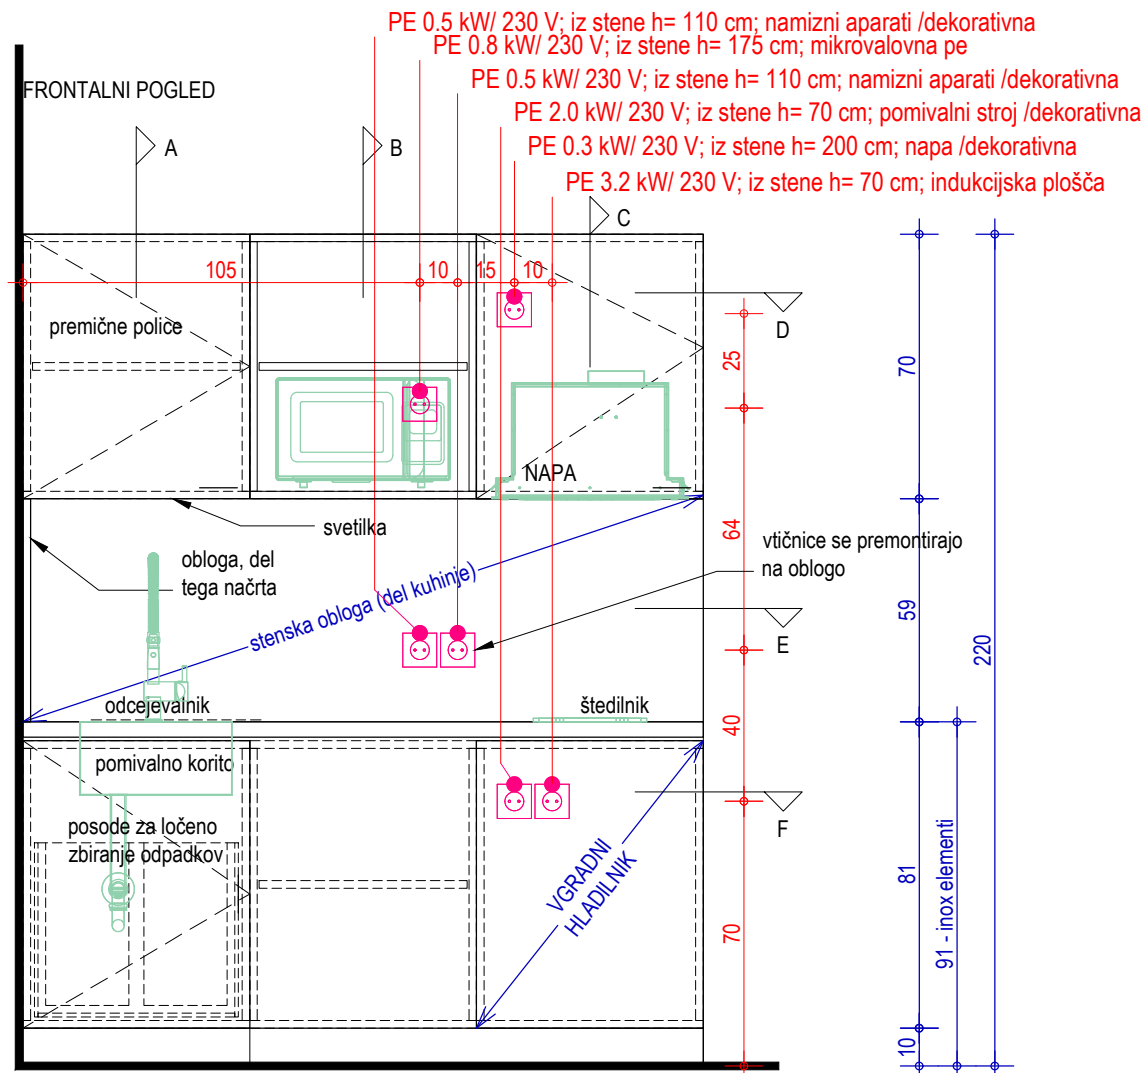 PE 0.5 kW/ 230 V; iz stene h= 110 cm; namizni aparati /dekorativna
PE 0.8 kW/ 230 V; iz stene h= 175 cm; mikrovalovna pe
PE 0.5 kW/ 230 V; iz stene h= 110 cm; namizni aparati /dekorativna
PE 2.0 kW/ 230 V; iz stene h= 70 cm; pomivalni stroj /dekorativna
PE 0.3 kW/ 230 V; iz stene h= 200 cm; napa /dekorativna
PE 3.2 kW/ 230 V; iz stene h= 70 cm; indukcijska plošča
FRONTALNI POGLED
A
B
C
105
10
15
10
premične police
D
25
70
NAPA
svetilka
64
vtičnice se premontirajo
na oblogo
obloga, del
tega načrta
stenska obloga (del kuhinje)
E
59
220
odcejevalnik
štedilnik
40
pomivalno korito
F
posode za ločeno
zbiranje odpadkov
VGRADNI
HLADILNIK
81
91 - inox elementi
70
10